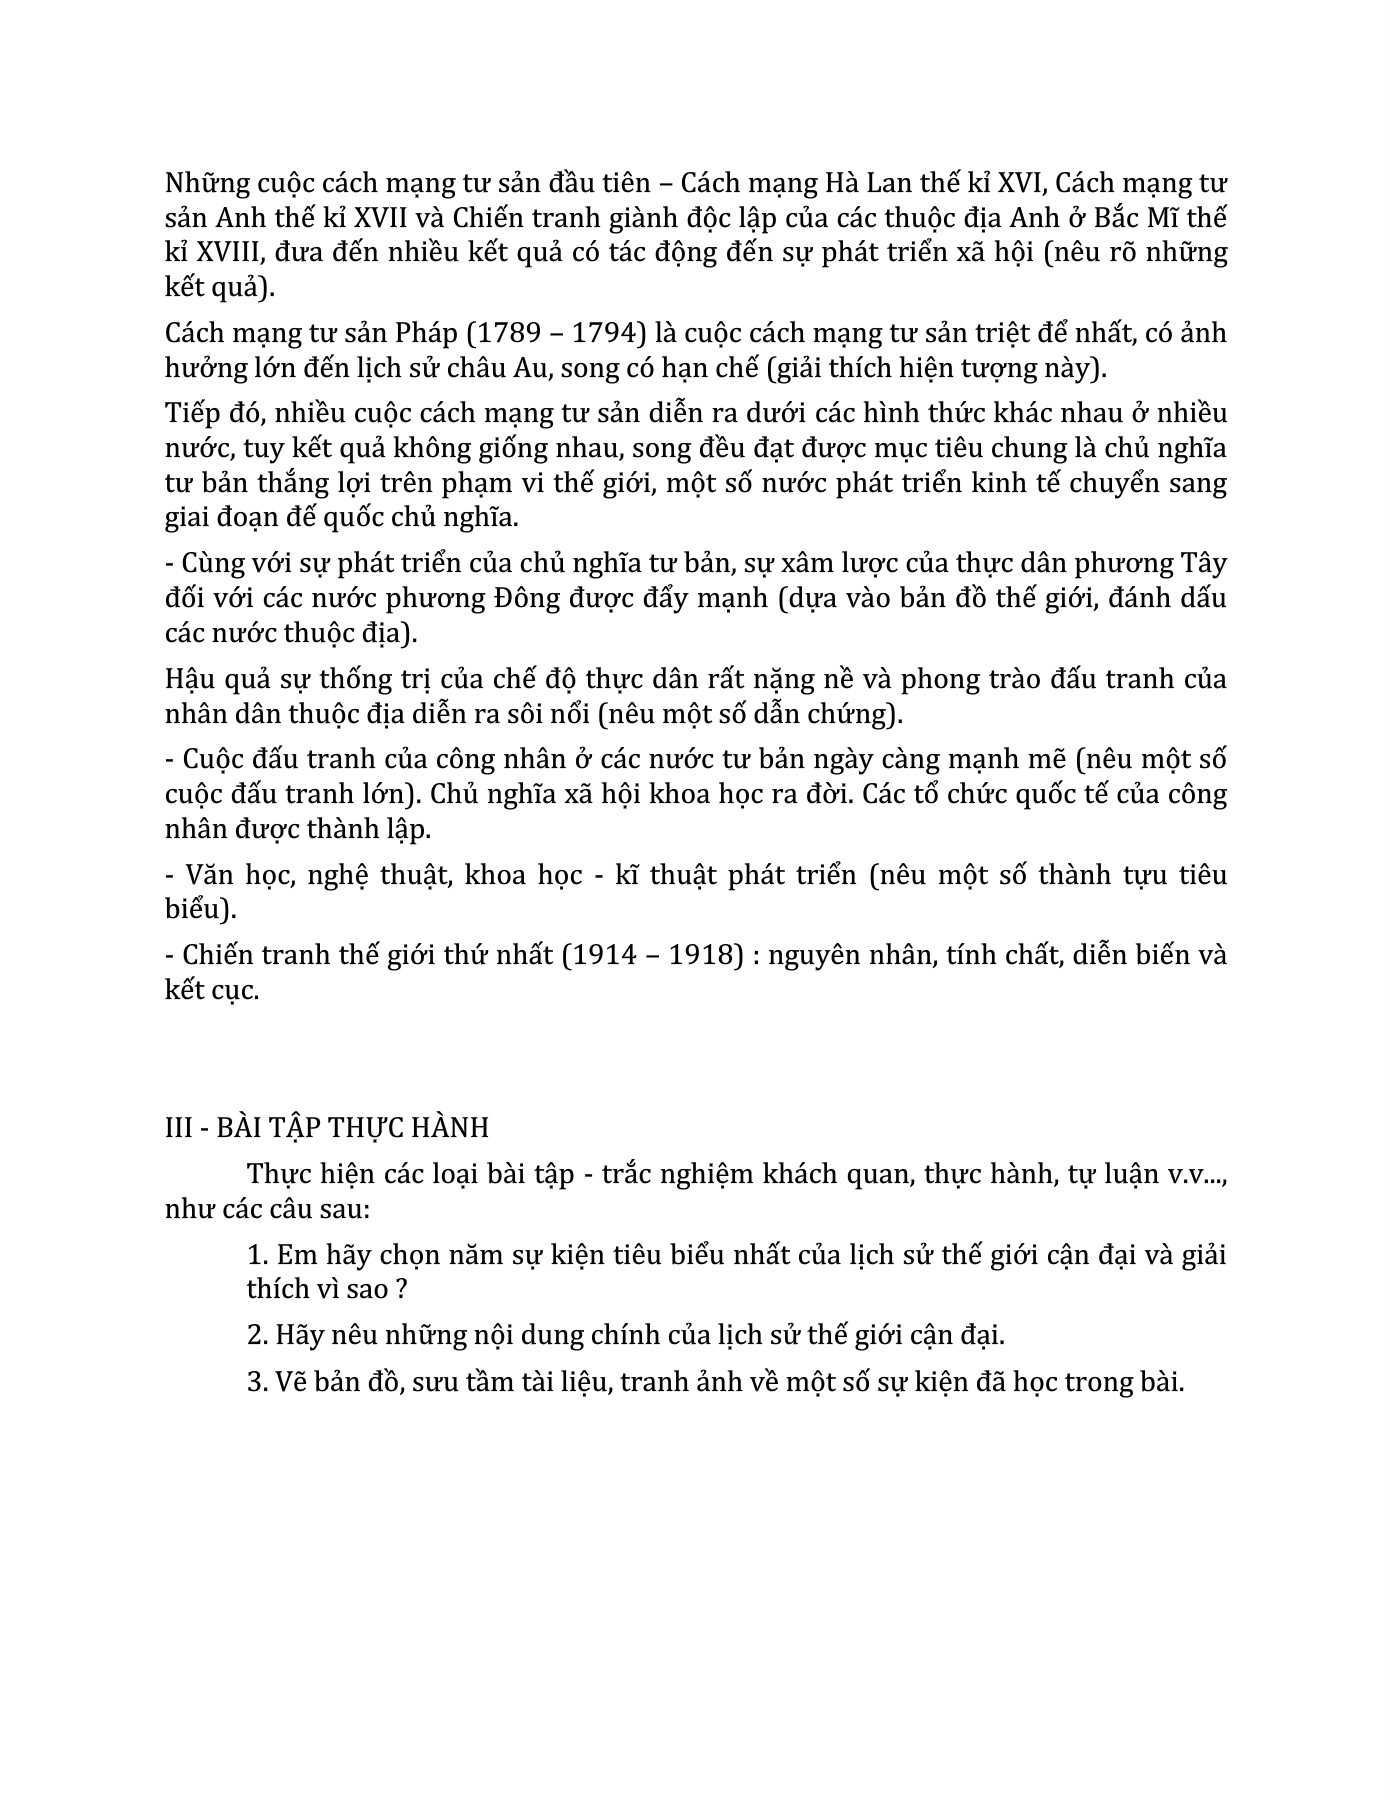 Những cuộc cách mạng tư sản đầu tiên – Cách mạng Hà Lan thế kỉ XVI, Cách mạng tư
sản Anh thế kỉ XVII và Chiến tranh giành độc lập của các thuộc địa Anh ở Bắc Mĩ thế
kỉ XVIII, đưa đến nhiều kết quả có tác động đến sự phát triển xã hội (nêu rõ những
kết quả).
Cách mạng tư sản Pháp (1789 – 1794) là cuộc cách mạng tư sản triệt để nhất, có ảnh
hưởng lớn đến lịch sử châu Au, song có hạn chế (giải thích hiện tượng này).
Tiếp đó, nhiều cuộc cách mạng tư sản diễn ra dưới các hình thức khác nhau ở nhiều
nước, tuy kết quả không giống nhau, song đều đạt được mục tiêu chung là chủ nghĩa
tư bản thắng lợi trên phạm vi thế giới, một số nước phát triển kinh tế chuyển sang
giai đoạn đế quốc chủ nghĩa.
- Cùng với sự phát triển của chủ nghĩa tư bản, sự xâm lược của thực dân phương Tây
đối với các nước phương Đông được đẩy mạnh (dựa vào bản đồ thế giới, đánh dấu
các nước thuộc địa).
Hậu quả sự thống trị của chế độ thực dân rất nặng nề và phong trào đấu tranh của
nhân dân thuộc địa diễn ra sôi nổi (nêu một số dẫn chứng).
- Cuộc đấu tranh của công nhân ở các nước tư bản ngày càng mạnh mẽ (nêu một số
cuộc đấu tranh lớn). Chủ nghĩa xã hội khoa học ra đời. Các tổ chức quốc tế của công
nhân được thành lập.
- Văn học, nghệ thuật, khoa học - kĩ thuật phát triển (nêu một số thành tựu tiêu
biểu).
- Chiến tranh thế giới thứ nhất (1914 – 1918) : nguyên nhân, tính chất, diễn biến và
kết cục.
III - BÀI TẬP THỰC HÀNH
Thực hiện các loại bài tập - trắc nghiệm khách quan, thực hành, tự luận v.v...,
như các câu sau:
1. Em hãy chọn năm sự kiện tiêu biểu nhất của lịch sử thế giới cận đại và giải
thích vì sao ?
2. Hãy nêu những nội dung chính của lịch sử thế giới cận đại.
3. Vẽ bản đồ, sưu tầm tài liệu, tranh ảnh về một số sự kiện đã học trong bài.